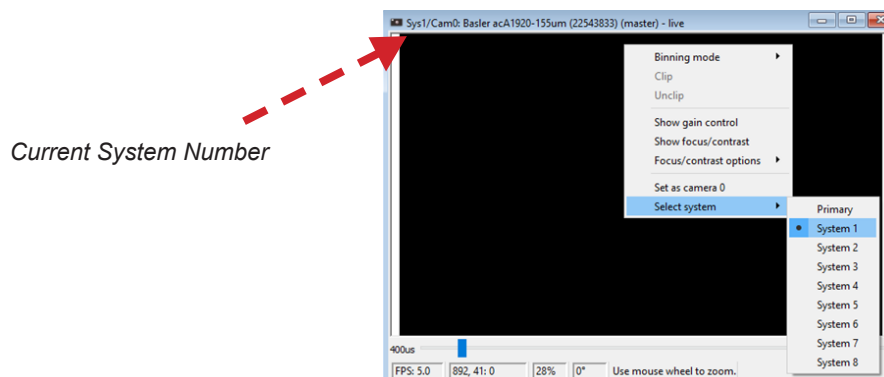 Sys1/Cam0: Basler acA1920-155um (22543833) (master) - live
Current System Number
Binning mode
Clip
Unclip
Show gain control
Show focus/contrast
Focus/contrast options
Set as camera 0
Select system
Primary
System 1
System 2
System 3
System 4
System 5
System 6
System 7
System 8
400us
FPS: 5.0 892, 41: 0 28% 0° Use mouse wheel to zoom.